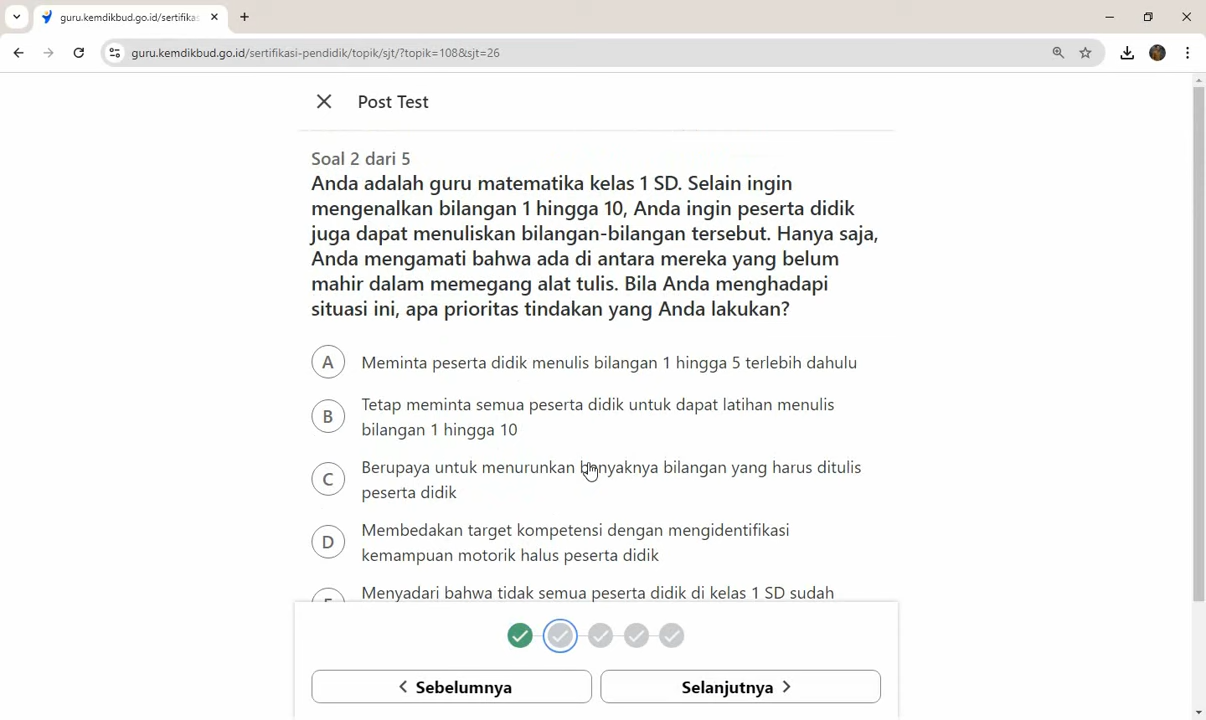 guru.kemdikbud.go.id/sertifikas
guru.kemdikbud.go.id/sertifikasi-pendidik/topik/sjt/?topik=108&sjt=26
Post Test
Soal 2 dari 5
Anda adalah guru matematika kelas 1 SD. Selain ingin
mengenalkan bilangan 1 hingga 10, Anda ingin peserta didik
juga dapat menuliskan bilangan-bilangan tersebut. Hanya saja,
Anda mengamati bahwa ada di antara mereka yang belum
mahir dalam memegang alat tulis. Bila Anda menghadapi
situasi ini, apa prioritas tindakan yang Anda lakukan?
A Meminta peserta didik menulis bilangan 1 hingga 5 terlebih dahulu
B Tetap meminta semua peserta didik untuk dapat latihan menulis
bilangan 1 hingga 10
C Berupaya untuk menurunkan banyaknya bilangan yang harus ditulis
peserta didik
D Membedakan target kompetensi dengan mengidentifikasi
kemampuan motorik halus peserta didik
E Menyadari bahwa tidak semua peserta didik di kelas 1 SD sudah
Sebelumnya
Selanjutnya